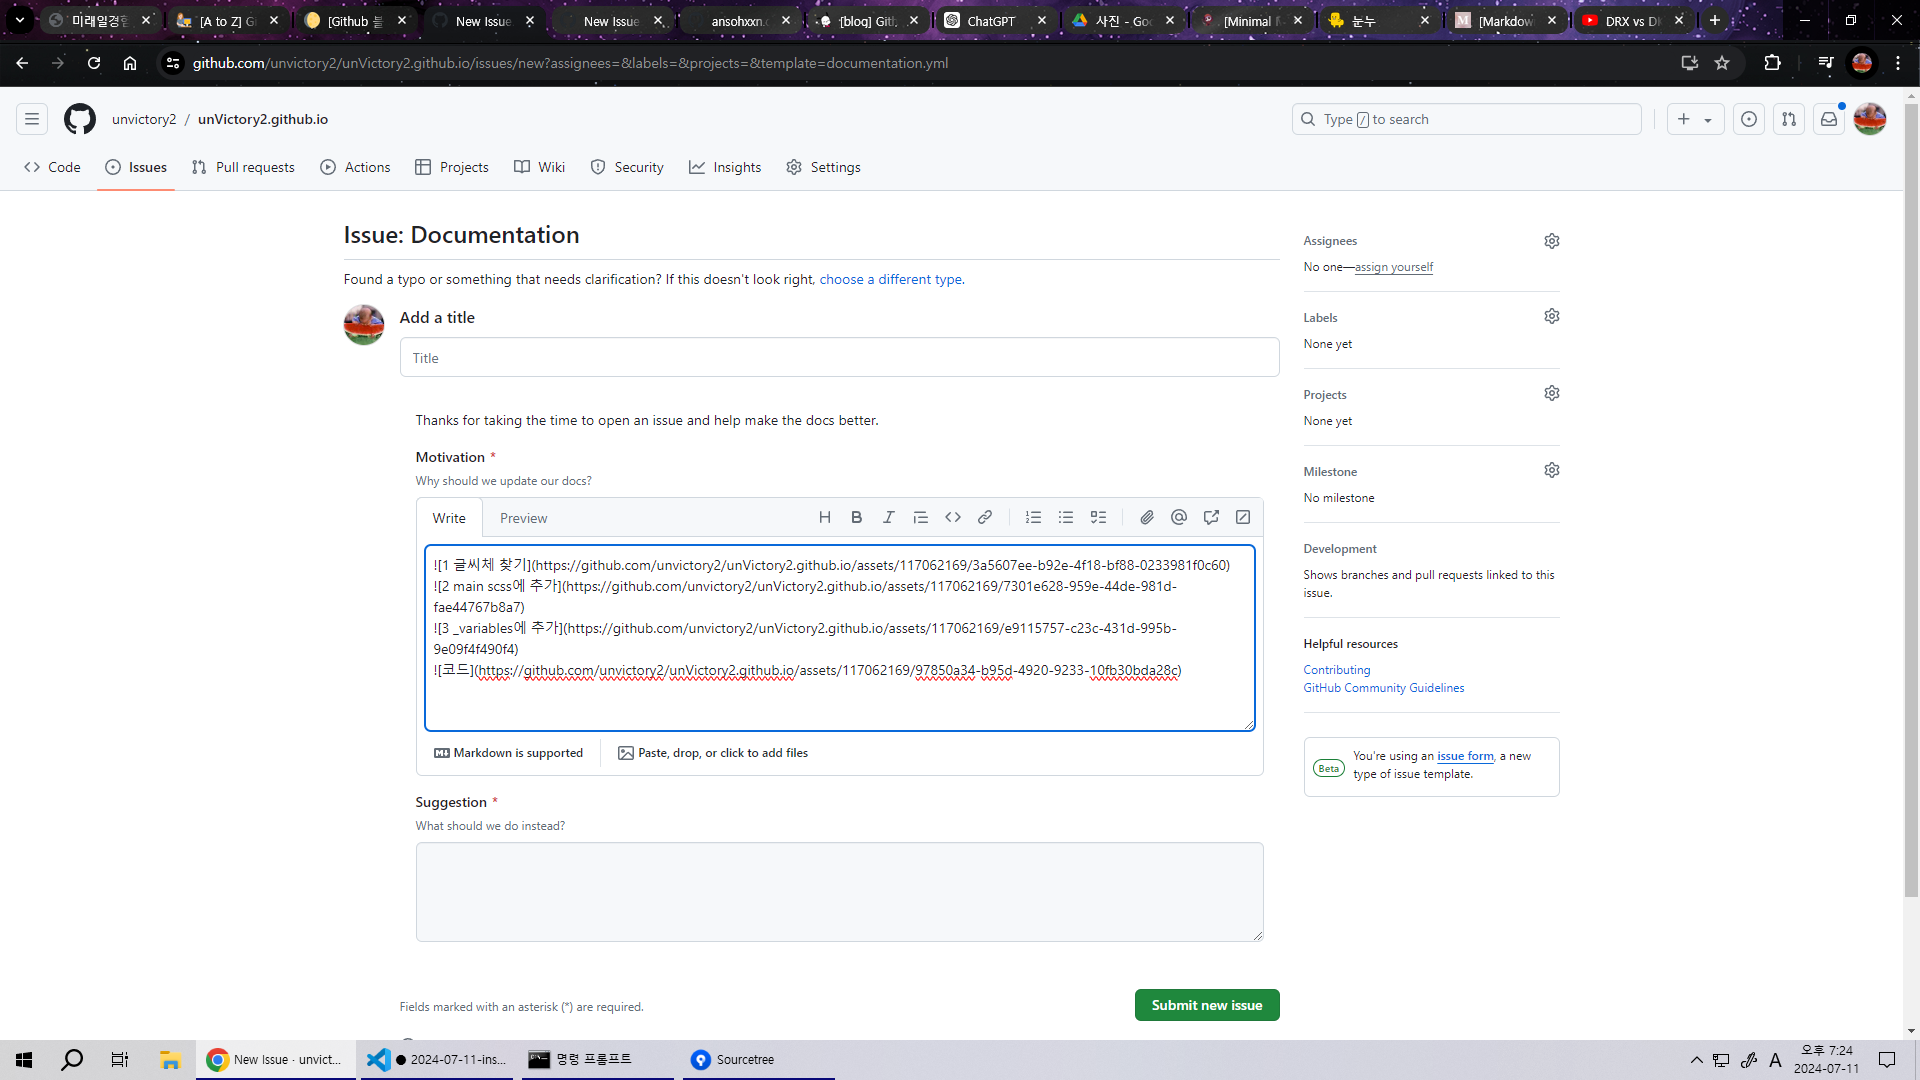 미래일경험
[A to Z] Gi
[Github 블
New Issue
New Issue
ansohxxn.g
[blog] Gith
ChatGPT
사진 - Goo
[Minimal
눈누
[Markdow
DRX vs DK
github.com/unvictory2/unVictory2.github.io/issues/new?assignees=&labels=&projects=&template=documentation.yml
unvictory2 / unVictory2.github.io
Type / to search
Code
Issues
Pull requests
Actions
Projects
Wiki
Security
Insights
Settings
Issue: Documentation
Found a typo or something that needs clarification? If this doesn't look right, choose a different type.
Add a title
Title
Thanks for taking the time to open an issue and help make the docs better.
Motivation *
Why should we update our docs?
Write
Preview
![1 글씨체 찾기](https://github.com/unvictory2/unVictory2.github.io/assets/117062169/3a5607ee-b92e-4f18-bf88-0233981f0c60)
![2 main scss에 추가](https://github.com/unvictory2/unVictory2.github.io/assets/117062169/7301e628-959e-44de-981d-
fae44767b8a7)
![3 _variables에 추가](https://github.com/unvictory2/unVictory2.github.io/assets/117062169/e9115757-c23c-431d-995b-
9e09f4f490f4)
![코드](https://github.com/unvictory2/unVictory2.github.io/assets/117062169/97850a34-b95d-4920-9233-10fb30bda28c)
Markdown is supported
Paste, drop, or click to add files
Suggestion *
What should we do instead?
Fields marked with an asterisk (*) are required.
Submit new issue
Assignees
No one—assign yourself
Labels
None yet
Projects
None yet
Milestone
No milestone
Development
Shows branches and pull requests linked to this
issue.
Helpful resources
Contributing
GitHub Community Guidelines
Beta
You're using an issue form, a new
type of issue template.
New Issue · unvict...
● 2024-07-11-ins...
명령 프롬프트
Sourcetree
A
오후 7:24
2024-07-11